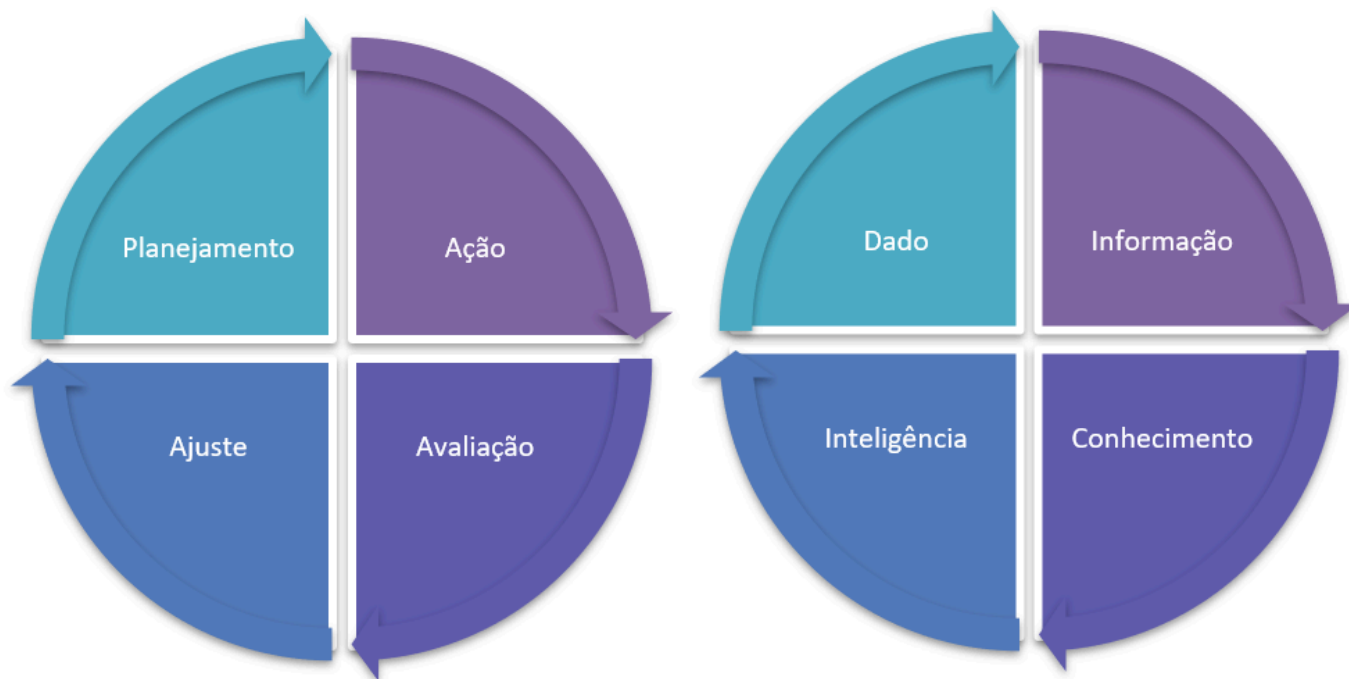 Planejamento
Ação
Ajuste
Avaliação
Dado
Informação
Inteligência
Conhecimento